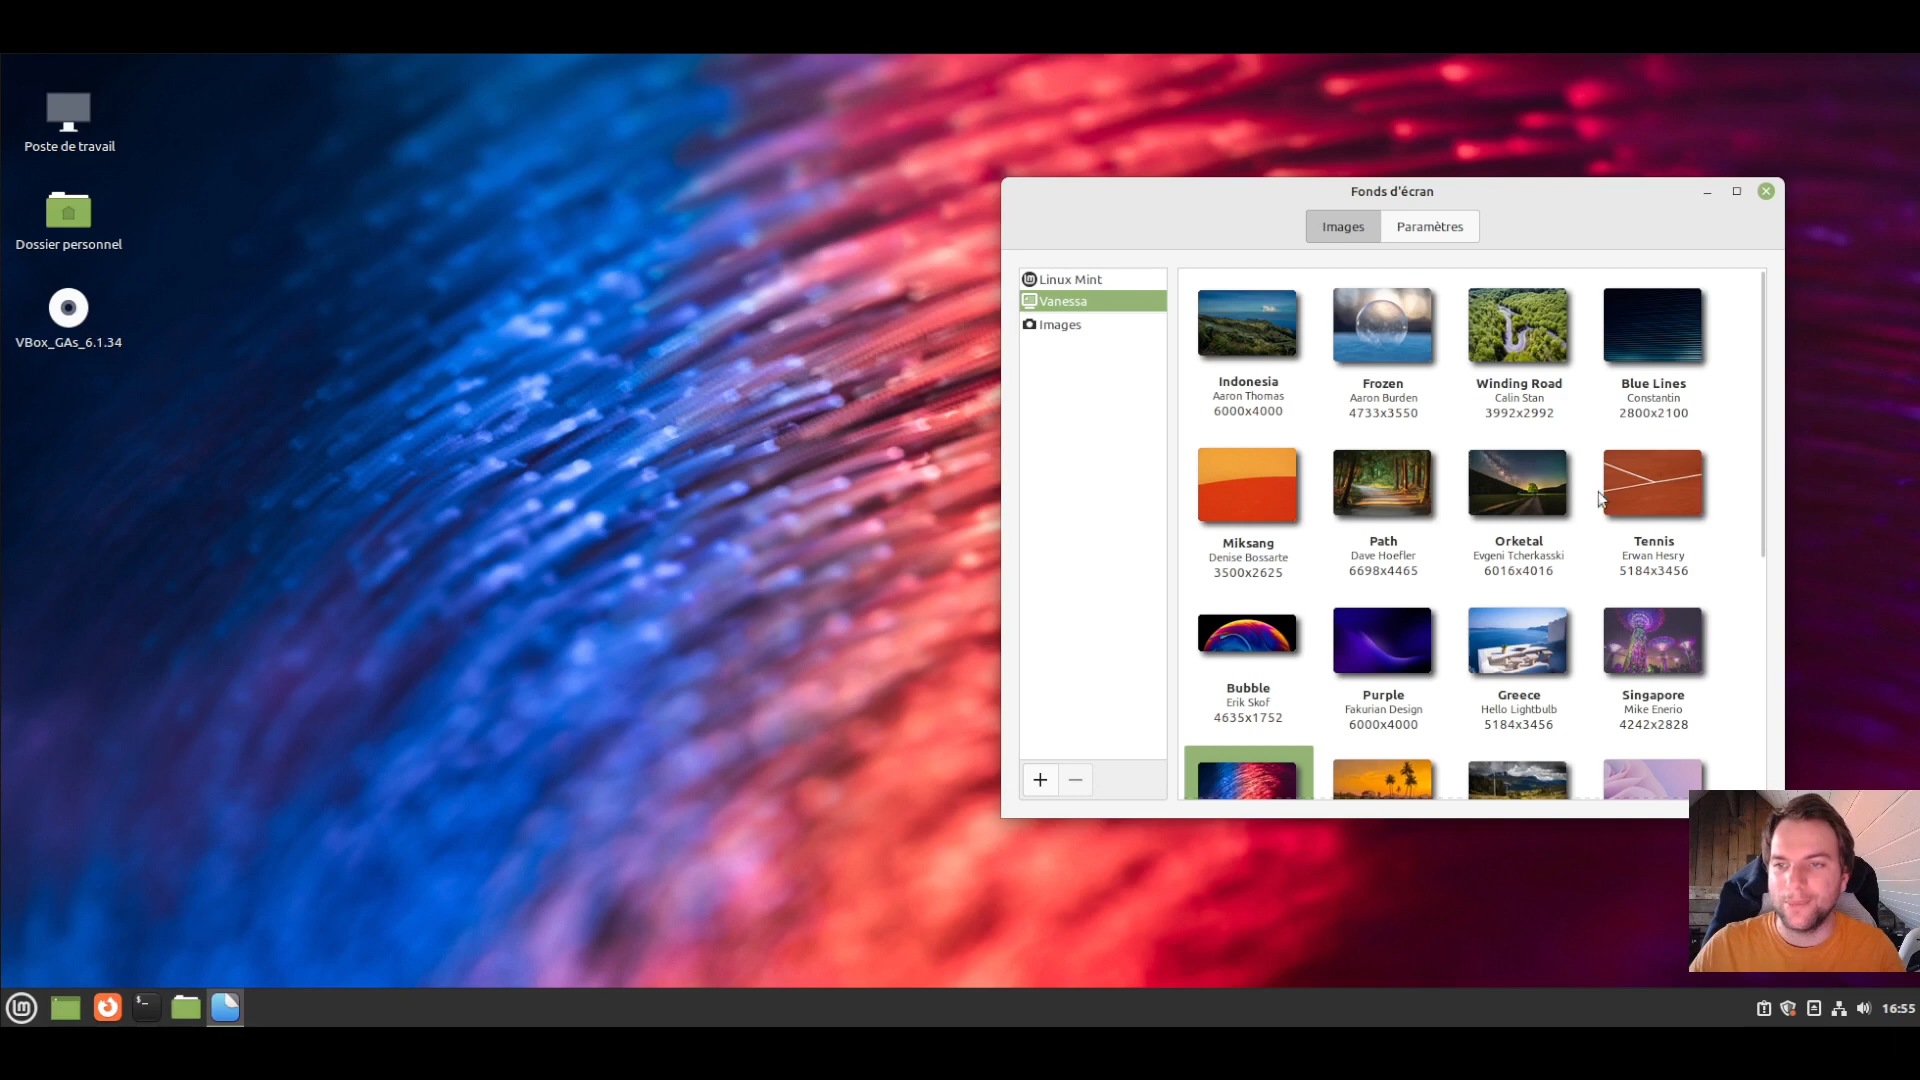 Poste de travail
Dossier personnel
VBox_GAs_6.1.34
Fonds d'écran
Images
Paramètres
Linux Mint
Vanessa
Images
Indonesia
Aaron Thomas
6000x4000
Frozen
Aaron Burden
4733x3550
Winding Road
Calin Stan
3992x2992
Blue Lines
Constantin
2800x2100
Miksang
Denise Bossarte
3500x2625
Path
Dave Hoefler
6698x4465
Orketal
Evgeni Tcherkasski
6016x4016
Tennis
Erwan Hesry
5184x3456
Bubble
Erik Skof
4635x1752
Purple
Fakurian Design
6000x4000
Greece
Hello Lightbulb
5184x3456
Singapore
Mike Enerio
4242x2828
16:55